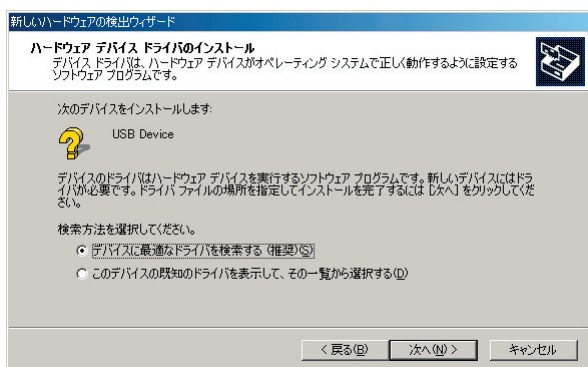 新しいハードウェアの検出ウィザード
ハードウェア デバイス ドライバのインストール
デバイス ドライバは、ハードウェア デバイスがオペレーティング システムで正しく動作するように設定する
ソフトウェア プログラムです。
次のデバイスをインストールします:
USB Device
デバイスのドライバはハードウェア デバイスを実行するソフトウェア プログラムです。新しいデバイスにはドラ
イバが必要です。ドライバ ファイルの場所を指定してインストールを完了するには [次へ] をクリックしてくだ
さい。
検索方法を選択してください。
デバイスに最適なドライバを検索する (推奨)(S)
このデバイスの既知のドライバを表示して、その一覧から選択する(D)
< 戻る(B)
次へ(N) >
キャンセル